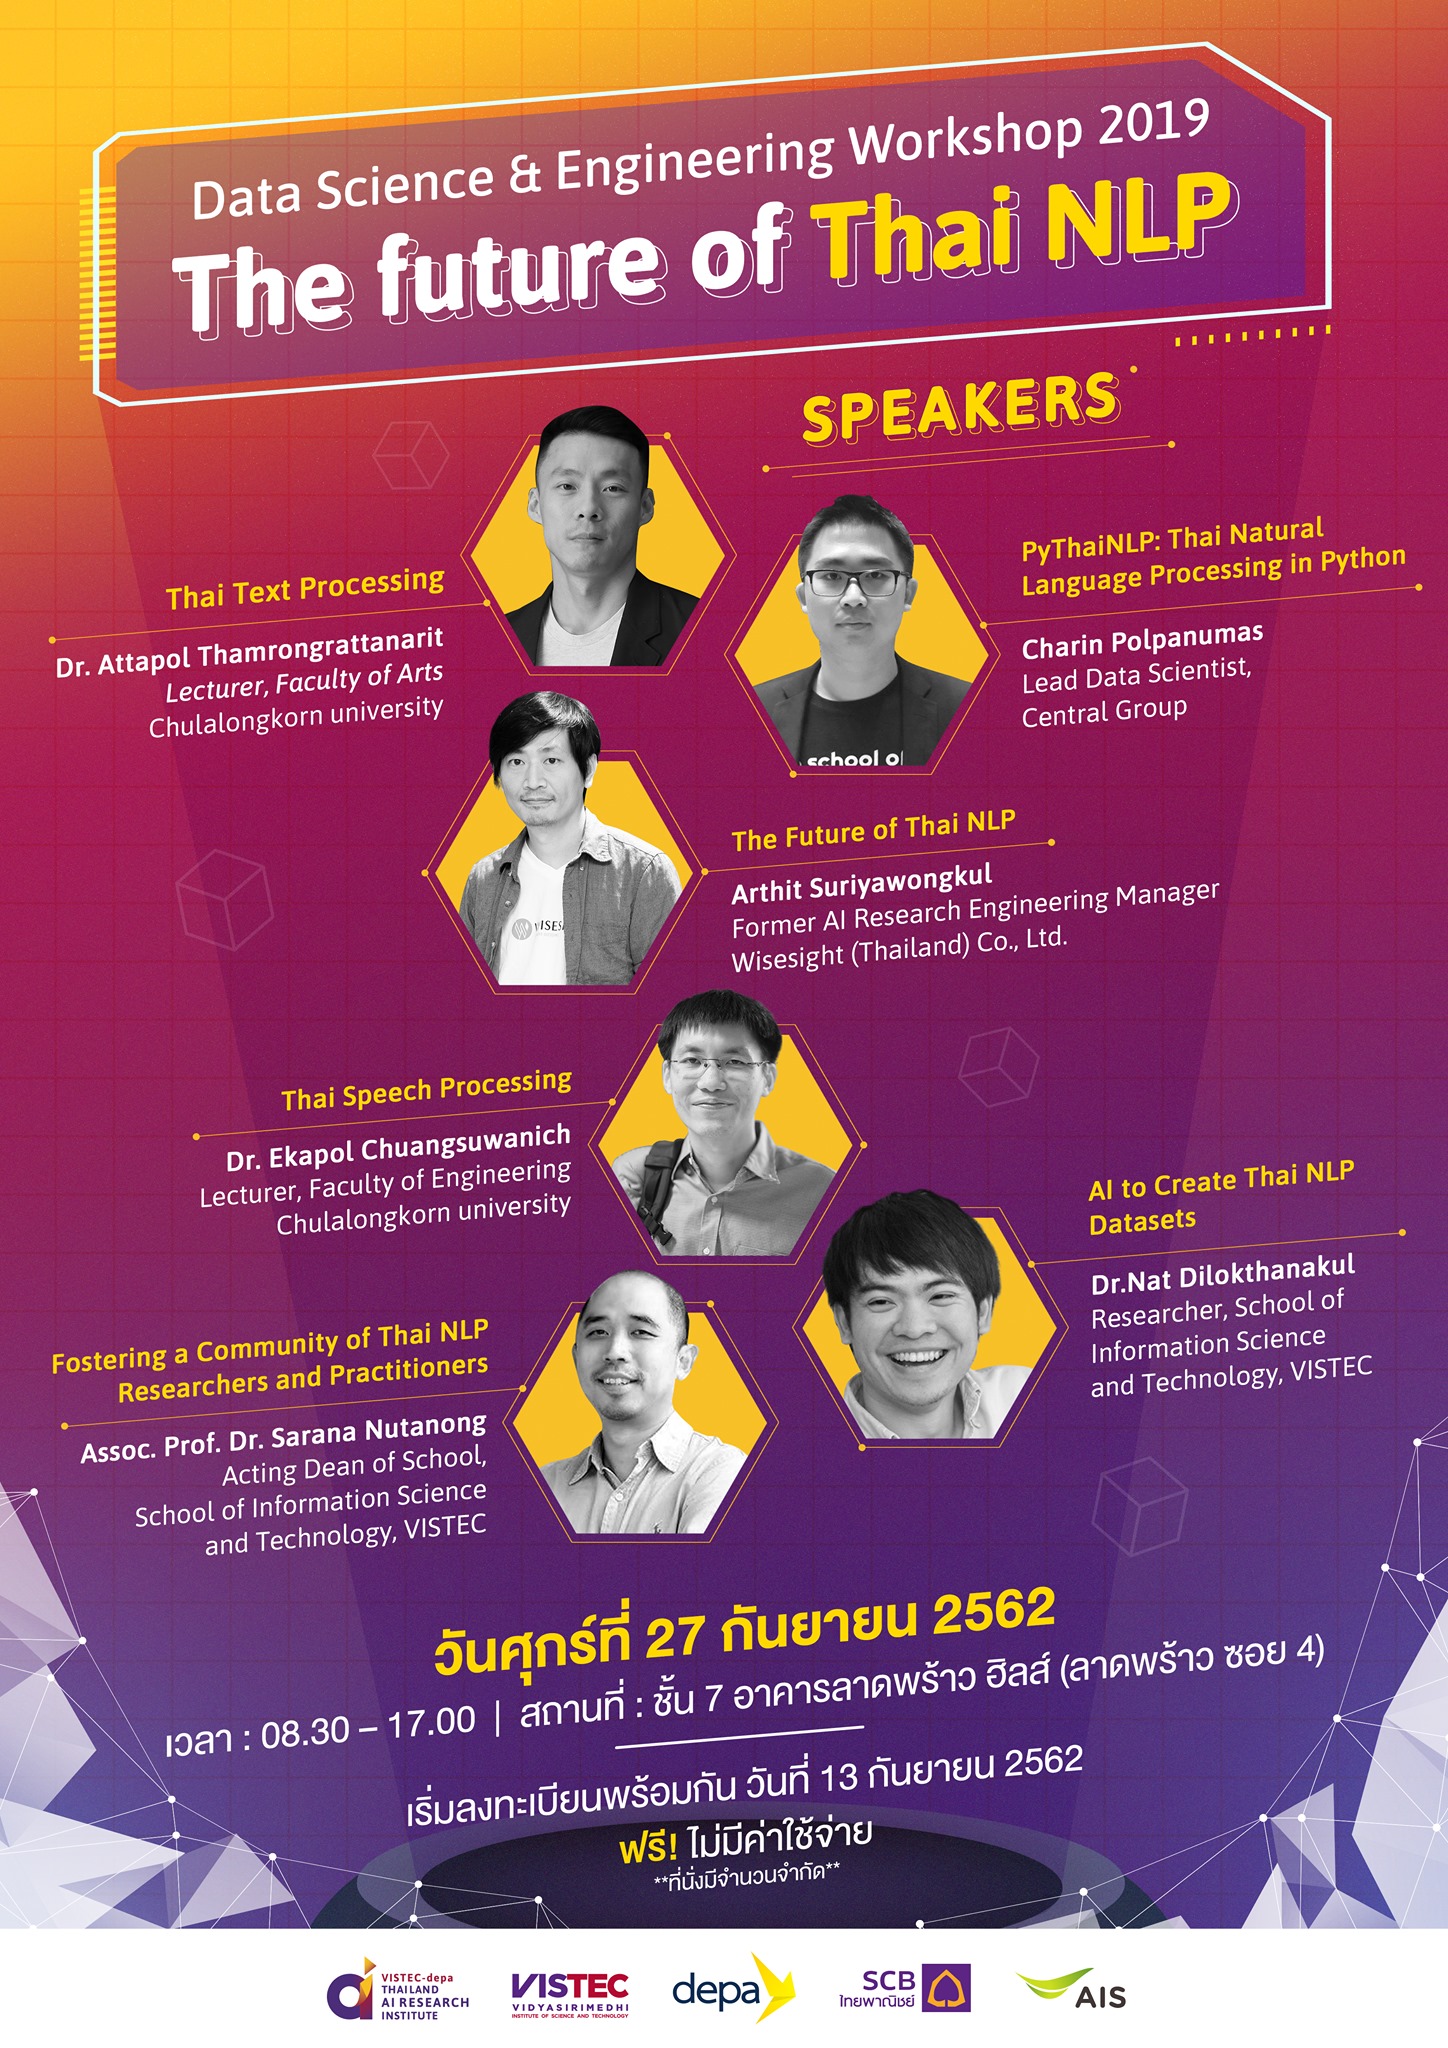 Data Science & Engineering Workshop 2019
The future of Thai NLP
SPEAKERS
Thai Text Processing
Dr. Attapol Thamrongrattanarit
Lecturer, Faculty of Arts
Chulalongkorn university
PyThaiNLP: Thai Natural
Language Processing in Python
Charin Polpanumas
Lead Data Scientist,
Central Group
school o
WISES
The Future of Thai NLP
Arthit Suriyawongkul
Former AI Research Engineering Manager
Wisesight (Thailand) Co., Ltd.
Thai Speech Processing
Dr. Ekapol Chuangsuwanich
Lecturer, Faculty of Engineering
Chulalongkorn university
AI to Create Thai NLP
Datasets
Dr.Nat Dilokthanakul
Researcher, School of
Information Science
and Technology, VISTEC
Fostering a Community of Thai NLP
Researchers and Practitioners
Assoc. Prof. Dr. Sarana Nutanong
Acting Dean of School,
School of Information Science
and Technology, VISTEC
วันศุกร์ที่ 27 กันยายน 2562
เวลา : 08.30 – 17.00 | สถานที่ : ชั้น 7 อาคารลาดพร้าว ฮิลส์ (ลาดพร้าว ซอย 4)
เริ่มลงทะเบียนพร้อมกัน วันที่ 13 กันยายน 2562
ฟรี! ไม่มีค่าใช้จ่าย
**ที่นั่งมีจำนวนจำกัด**
ai
VISTEC-depa
THAILAND
AI RESEARCH
INSTITUTE
VISTEC
VIDYASIRIMEDHI
INSTITUTE OF SCIENCE AND TECHNOLOGY
depa
SCB
ไทยพาณิชย์
AIS